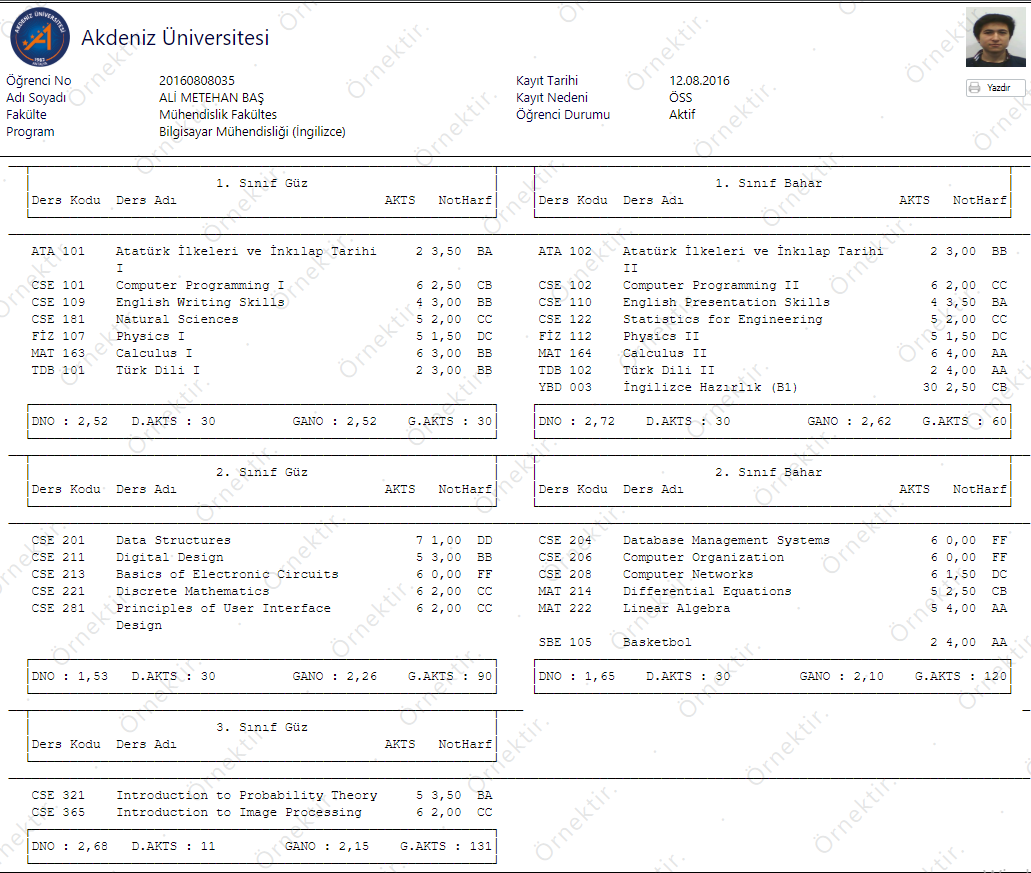 AKDENİZ ÜNİVERSİTESİ
1982
Akdeniz Üniversitesi
Öğrenci No 20160808035 Kayıt Tarihi 12.08.2016
Yazdır
Adı Soyadı ALİ METEHAN BAŞ Kayıt Nedeni ÖSS
Fakülte Mühendislik Fakültes Öğrenci Durumu Aktif
Program Bilgisayar Mühendisliği (İngilizce)
1. Sınıf Güz
Ders Kodu Ders Adı AKTS NotHarf
ATA 101 Atatürk İlkeleri ve İnkılap Tarihi 2 3,50 BA
I
CSE 101 Computer Programming I 6 2,50 CB
CSE 109 English Writing Skills 4 3,00 BB
CSE 181 Natural Sciences 5 2,00 CC
FİZ 107 Physics I 5 1,50 DC
MAT 163 Calculus I 6 3,00 BB
TDB 101 Türk Dili I 2 3,00 BB
DNO : 2,52 D.AKTS : 30 GANO : 2,52 G.AKTS : 30
1. Sınıf Bahar
Ders Kodu Ders Adı AKTS NotHarf
ATA 102 Atatürk İlkeleri ve İnkılap Tarihi 2 3,00 BB
II
CSE 102 Computer Programming II 6 2,00 CC
CSE 110 English Presentation Skills 4 3,50 BA
CSE 122 Statistics for Engineering 5 2,00 CC
FİZ 112 Physics II 5 1,50 DC
MAT 164 Calculus II 6 4,00 AA
TDB 102 Türk Dili II 2 4,00 AA
YBD 003 İngilizce Hazırlık (B1) 30 2,50 CB
DNO : 2,72 D.AKTS : 30 GANO : 2,62 G.AKTS : 60
2. Sınıf Güz
Ders Kodu Ders Adı AKTS NotHarf
CSE 201 Data Structures 7 1,00 DD
CSE 211 Digital Design 5 3,00 BB
CSE 213 Basics of Electronic Circuits 6 0,00 FF
CSE 221 Discrete Mathematics 6 2,00 CC
CSE 281 Principles of User Interface 6 2,00 CC
Design
DNO : 1,53 D.AKTS : 30 GANO : 2,26 G.AKTS : 90
2. Sınıf Bahar
Ders Kodu Ders Adı AKTS NotHarf
CSE 204 Database Management Systems 6 0,00 FF
CSE 206 Computer Organization 6 0,00 FF
CSE 208 Computer Networks 6 1,50 DC
MAT 214 Differential Equations 5 2,50 CB
MAT 222 Linear Algebra 5 4,00 AA
SBE 105 Basketbol 2 4,00 AA
DNO : 1,65 D.AKTS : 30 GANO : 2,10 G.AKTS : 120
3. Sınıf Güz
Ders Kodu Ders Adı AKTS NotHarf
CSE 321 Introduction to Probability Theory 5 3,50 BA
CSE 365 Introduction to Image Processing 6 2,00 CC
DNO : 2,68 D.AKTS : 11 GANO : 2,15 G.AKTS : 131
Örnektir.